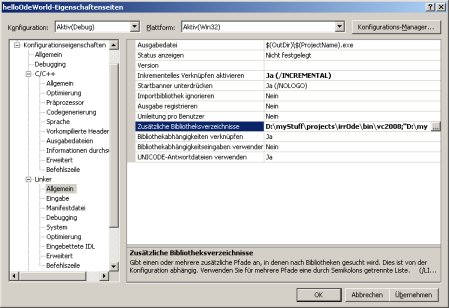 helloOdeWorld-Eigenschaftenseiten
Konfiguration: Aktiv(Debug) Plattform: Aktiv(Win32) Konfigurations-Manager...
Konfigurationseigenschaften
Allgemein
Debugging
C/C++
Allgemein
Optimierung
Präprozessor
Codegenerierung
Sprache
Vorkompilierte Header
Ausgabedateien
Informationen durchs
Erweitert
Befehlszeile
Linker
Allgemein
Eingabe
Manifestdatei
Debugging
System
Optimierung
Eingebettete IDL
Erweitert
Befehlszeile
Ausgabedatei $(OutDir)\$(ProjectName).exe
Status anzeigen Nicht festgelegt
Version
Inkrementelles Verknüpfen aktivieren Ja (/INCREMENTAL)
Startbanner unterdrücken Ja (/NOLOGO)
Importbibliothek ignorieren Nein
Ausgabe registrieren Nein
Umleitung pro Benutzer Nein
Zusätzliche Bibliotheksverzeichnisse D:\myStuff\projects\irrOde\bin\vc2008;"D:\my ...
Bibliothekabhängigkeiten verknüpfen Ja
Bibliothekabhängigkeitseingaben verwenden Nein
UNICODE-Antwortdateien verwenden Ja
Zusätzliche Bibliotheksverzeichnisse
Gibt einen oder mehrere zusätzliche Pfade an, in denen nach Bibliotheken gesucht wird. Dies ist von der
Konfiguration abhängig. Verwenden Sie für mehrere Pfade eine durch Semikolons getrennte Liste. (/LI...
OK Abbrechen Übernehmen